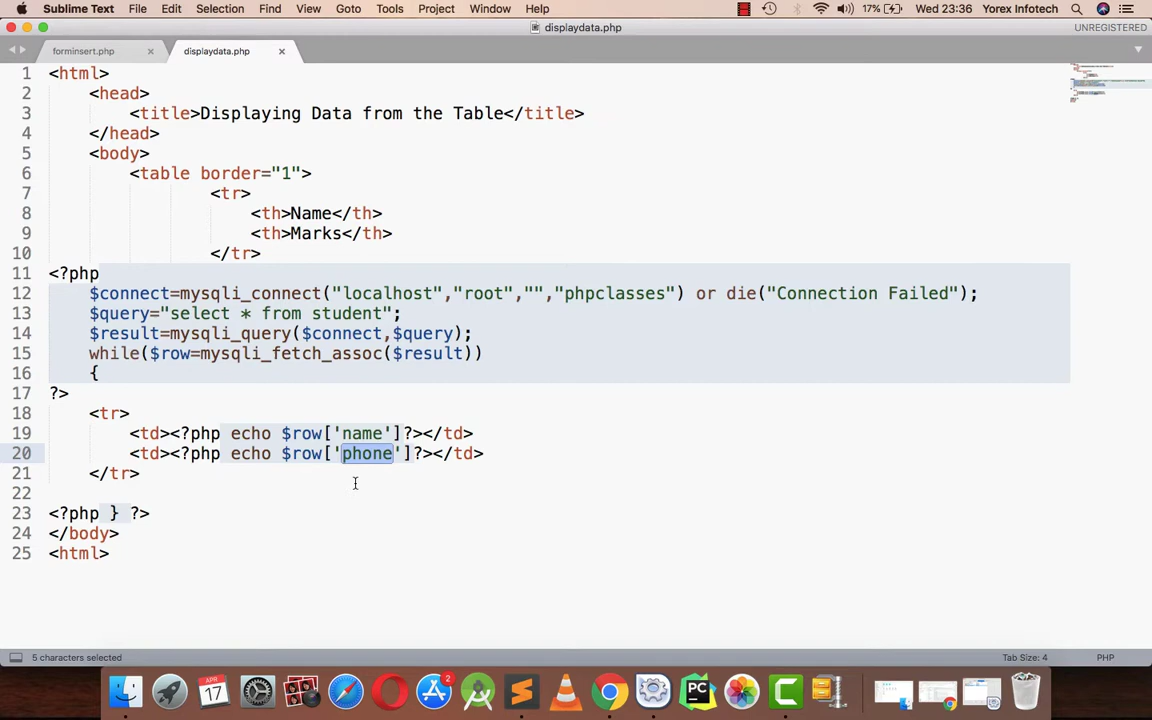 Sublime Text File Edit Selection Find View Goto Tools Project Window Help 17% Wed 23:36 Yorex Infotech
displaydata.php UNREGISTERED
forminsert.php displaydata.php
1 <html>
2 <head>
3 <title>Displaying Data from the Table</title>
4 </head>
5 <body>
6 <table border="1">
7 <tr>
8 <th>Name</th>
9 <th>Marks</th>
10 </tr>
11 <?php
12 $connect=mysqli_connect("localhost","root","","phpclasses") or die("Connection Failed");
13 $query="select * from student";
14 $result=mysqli_query($connect,$query);
15 while($row=mysqli_fetch_assoc($result))
16 {
17 ?>
18 <tr>
19 <td><?php echo $row['name']?></td>
20 <td><?php echo $row['phone']?></td>
21 </tr>
22
23 <?php } ?>
24 </body>
25 <html>
5 characters selected Tab Size: 4 PHP
APR 17 2 PC C